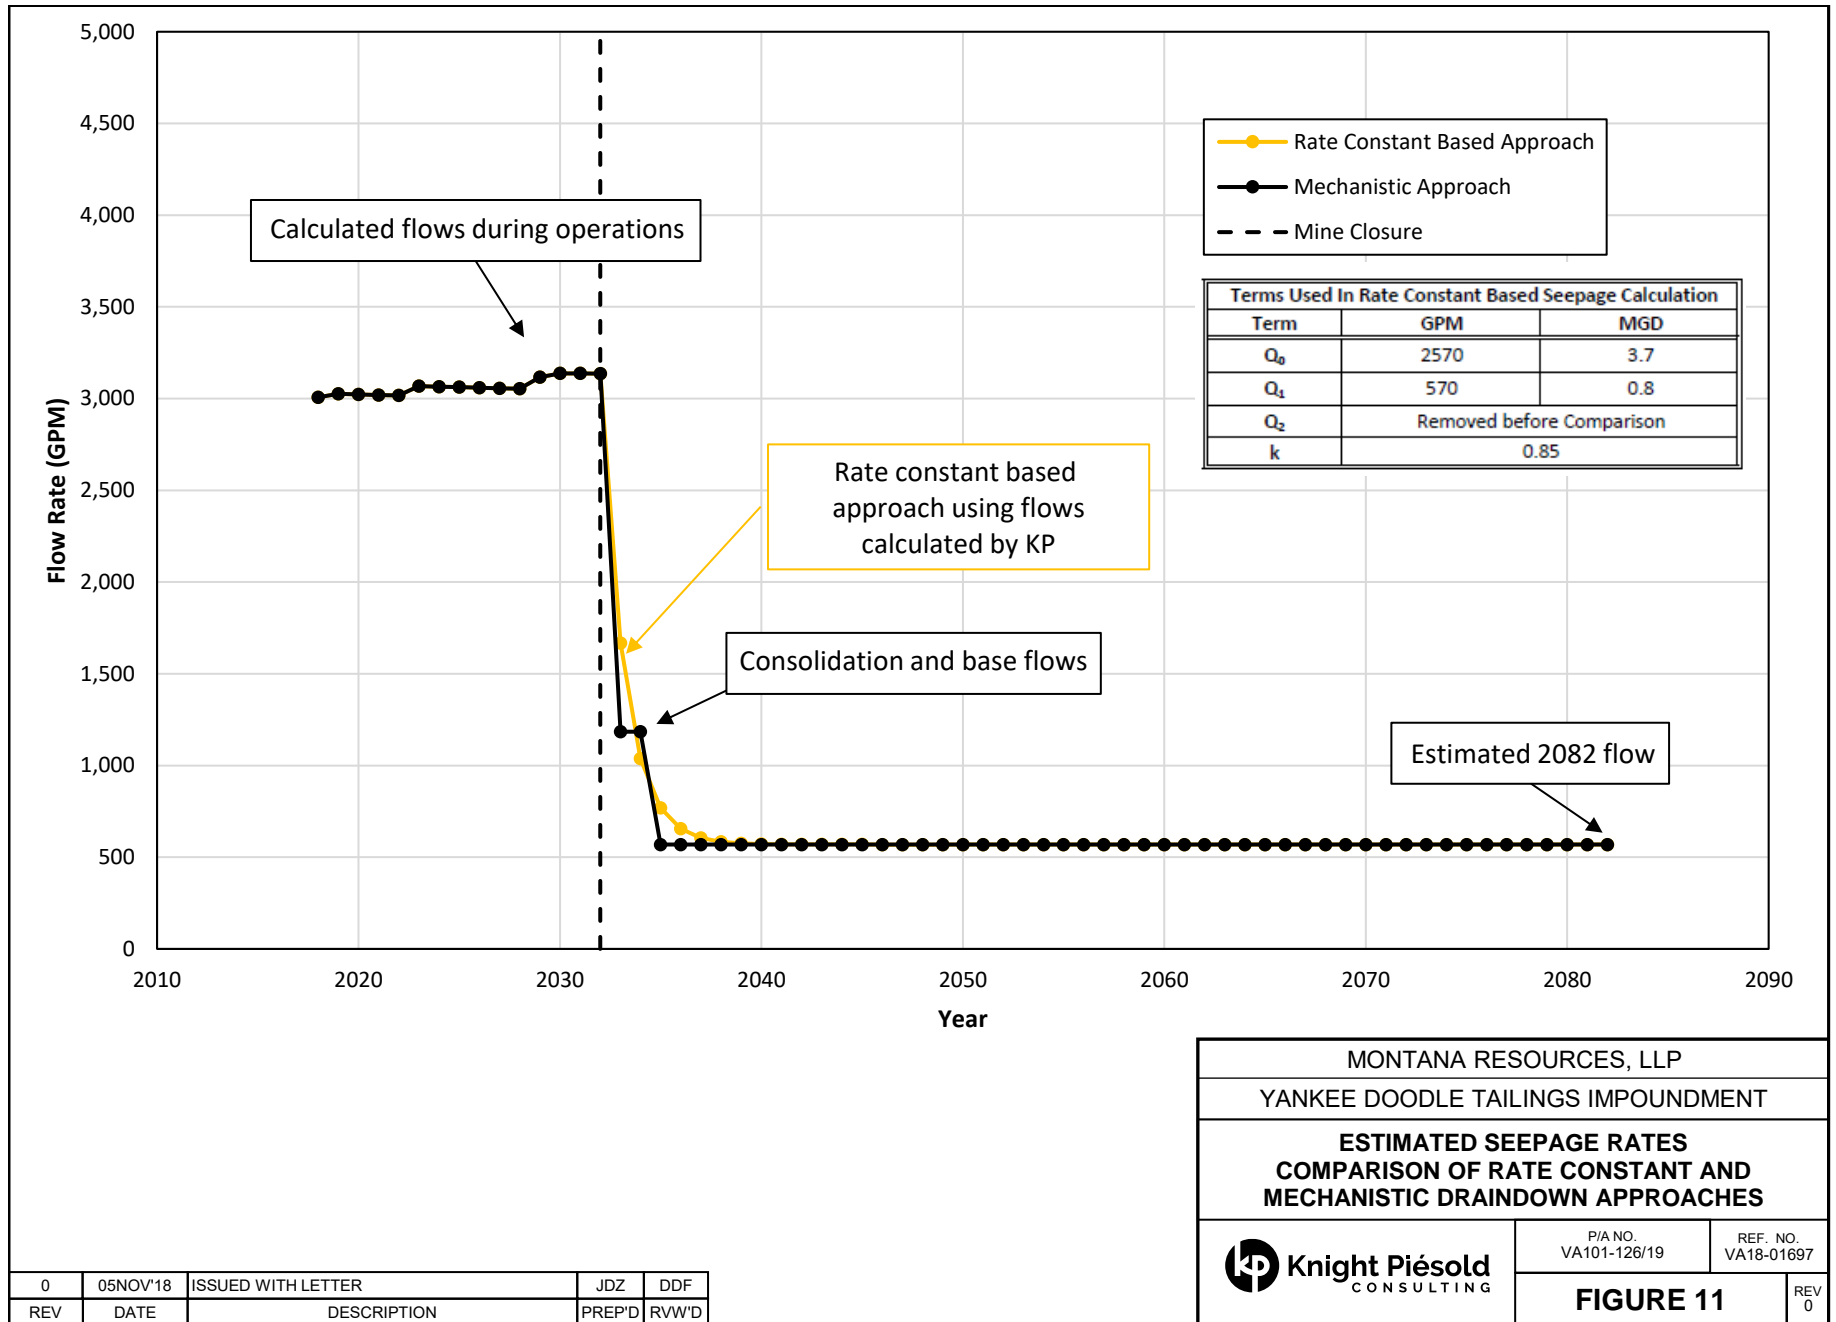 5,000
4,500
4,000
3,500
3,000
2,500
2,000
1,500
1,000
500
0
Flow Rate (GPM)
2010 2020 2030 2040 2050 2060 2070 2080 2090
Year
Calculated flows during operations
Rate Constant Based Approach
Mechanistic Approach
Mine Closure
Terms Used In Rate Constant Based Seepage Calculation
Term GPM MGD
Q₀ 2570 3.7
Q₁ 570 0.8
Q₂ Removed before Comparison
k 0.85
Rate constant based
approach using flows
calculated by KP
Consolidation and base flows
Estimated 2082 flow
MONTANA RESOURCES, LLP
YANKEE DOODLE TAILINGS IMPOUNDMENT
ESTIMATED SEEPAGE RATES
COMPARISON OF RATE CONSTANT AND
MECHANISTIC DRAINDOWN APPROACHES
kp Knight Piésold
CONSULTING
P/A NO.
VA101-126/19
REF. NO.
VA18-01697
FIGURE 11
REV
0
0 05NOV'18 ISSUED WITH LETTER JDZ DDF
REV DATE DESCRIPTION PREP'D RVW'D